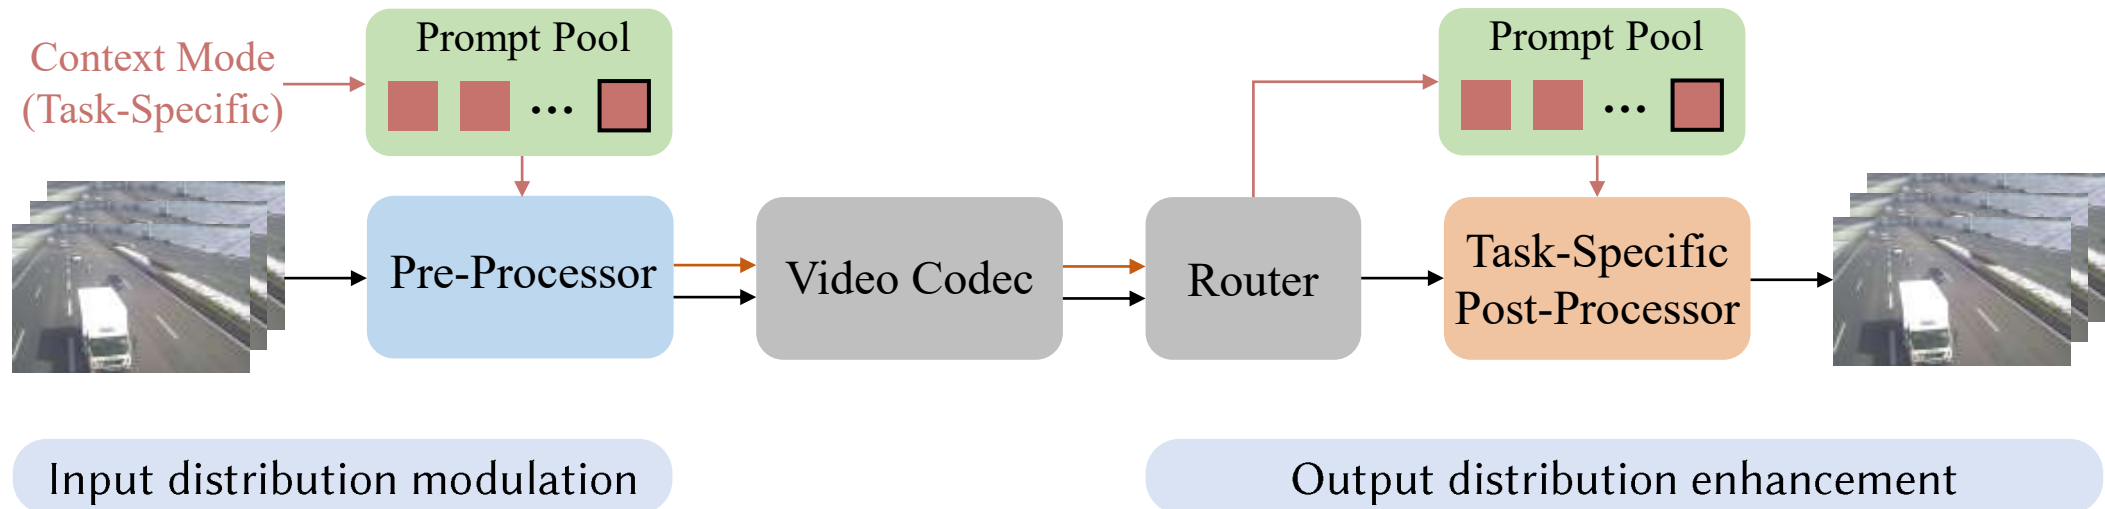 Context Mode
(Task-Specific)
Prompt Pool
...
Prompt Pool
...
Pre-Processor
Video Codec
Router
Task-Specific
Post-Processor
Input distribution modulation
Output distribution enhancement